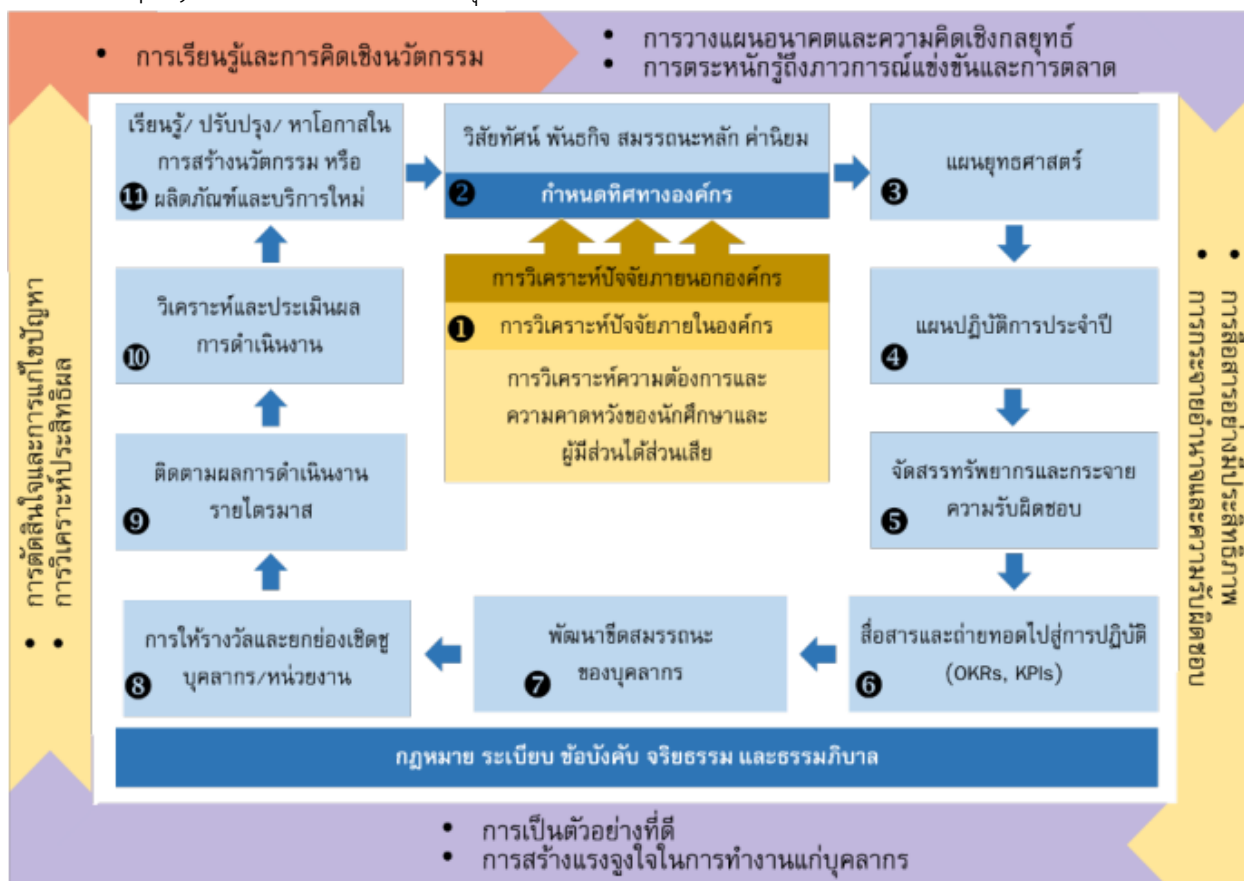 • การเรียนรู้และการคิดเชิงนวัตกรรม
• การวางแผนอนาคตและความคิดเชิงกลยุทธ์
• การตระหนักรู้ถึงภาวการณ์แข่งขันและการตลาด
เรียนรู้/ ปรับปรุง/ หาโอกาสใน
การสร้างนวัตกรรม หรือ
⓫ ผลิตภัณฑ์และบริการใหม่
วิสัยทัศน์ พันธกิจ สมรรถนะหลัก ค่านิยม
❷ กำหนดทิศทางองค์กร
แผนยุทธศาสตร์
❸
การวิเคราะห์ปัจจัยภายนอกองค์กร
❶ การวิเคราะห์ปัจจัยภายในองค์กร
การวิเคราะห์ความต้องการและ
ความคาดหวังของนักศึกษาและ
ผู้มีส่วนได้ส่วนเสีย
แผนปฏิบัติการประจำปี
❹
จัดสรรทรัพยากรและกระจาย
❺ ความรับผิดชอบ
สื่อสารและถ่ายทอดไปสู่การปฏิบัติ
❻ (OKRs, KPIs)
พัฒนาขีดสมรรถนะ
❼ ของบุคลากร
การให้รางวัลและยกย่องเชิดชู
❽ บุคลากร/หน่วยงาน
ติดตามผลการดำเนินงาน
❾ รายไตรมาส
วิเคราะห์และประเมินผล
❿ การดำเนินงาน
กฎหมาย ระเบียบ ข้อบังคับ จริยธรรม และธรรมภิบาล
• การสื่อสารอย่างมีประสิทธิภาพ
• การกระจายอำนาจและความรับผิดชอบ
• การเป็นตัวอย่างที่ดี
• การสร้างแรงจูงใจในการทำงานแก่บุคลากร
• การตัดสินใจและการแก้ไขปัญหา
• การวิเคราะห์ประสิทธิผล